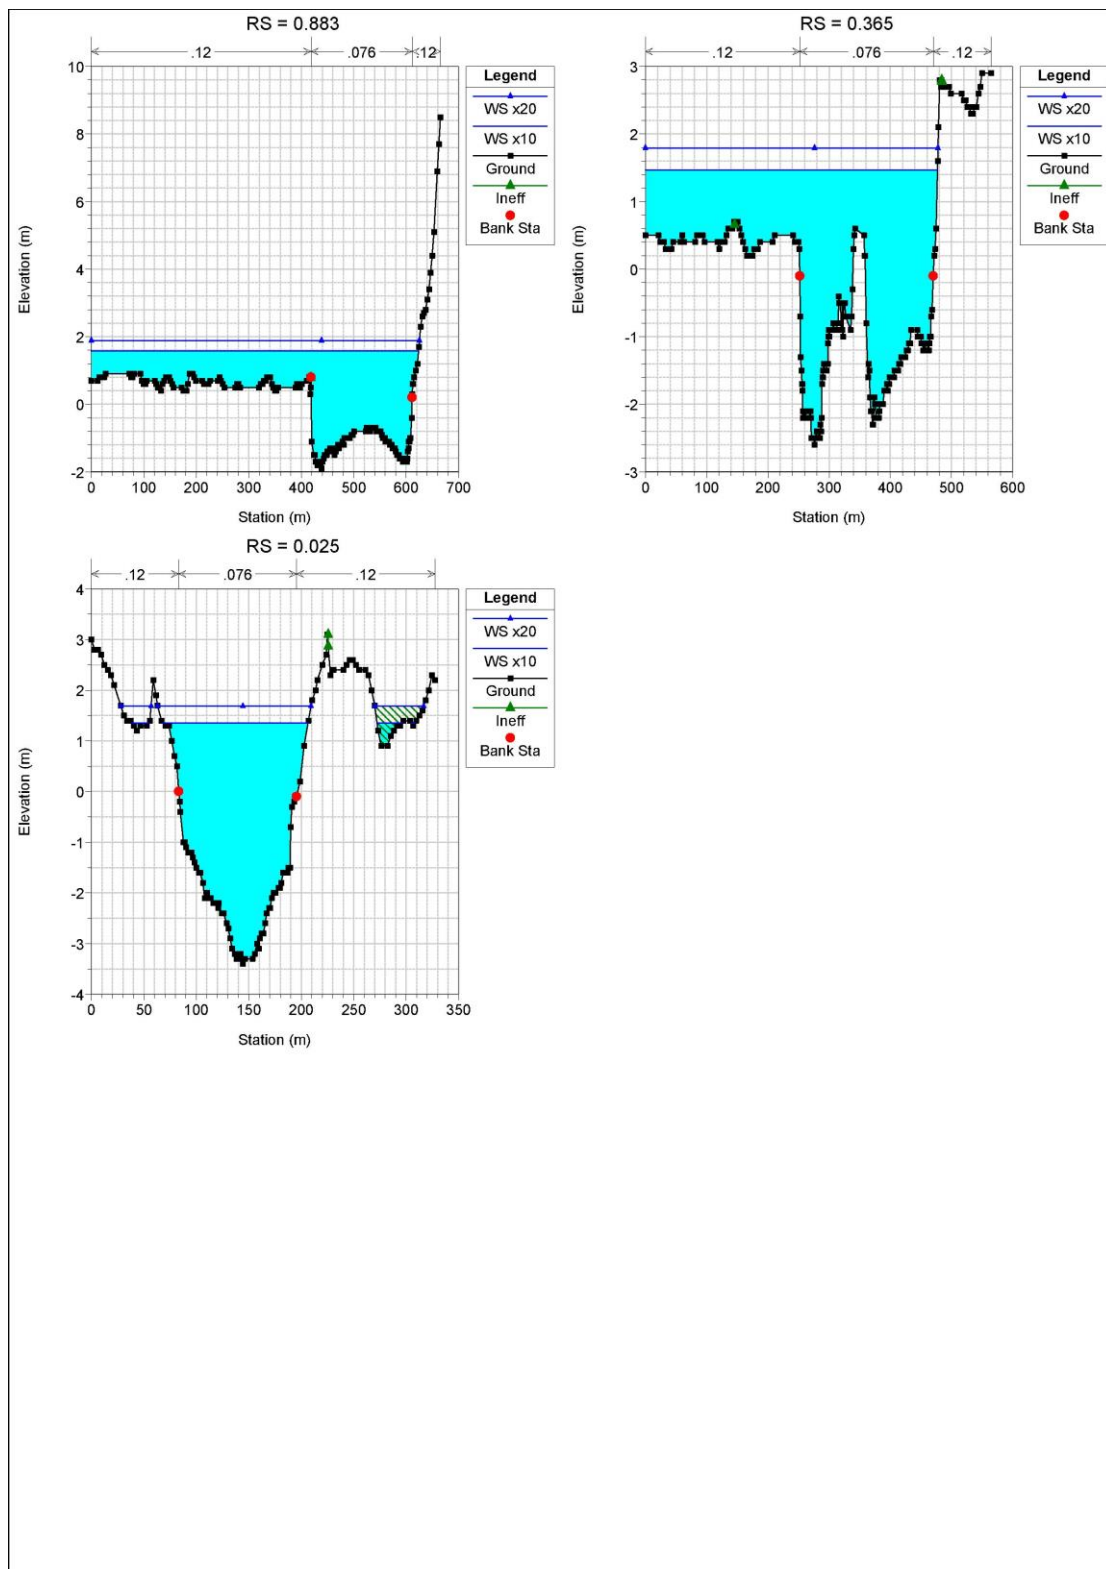 RS = 0.883
.12 .076 .12
10
8
6
4
2
0
-2
0 100 200 300 400 500 600 700
Elevation (m)
Station (m)
Legend
WS x20
WS x10
Ground
Ineff
Bank Sta
RS = 0.365
.12 .076 .12
3
2
1
0
-1
-2
-3
0 100 200 300 400 500 600
Elevation (m)
Station (m)
Legend
WS x20
WS x10
Ground
Ineff
Bank Sta
RS = 0.025
.12 .076 .12
4
3
2
1
0
-1
-2
-3
-4
0 50 100 150 200 250 300 350
Elevation (m)
Station (m)
Legend
WS x20
WS x10
Ground
Ineff
Bank Sta